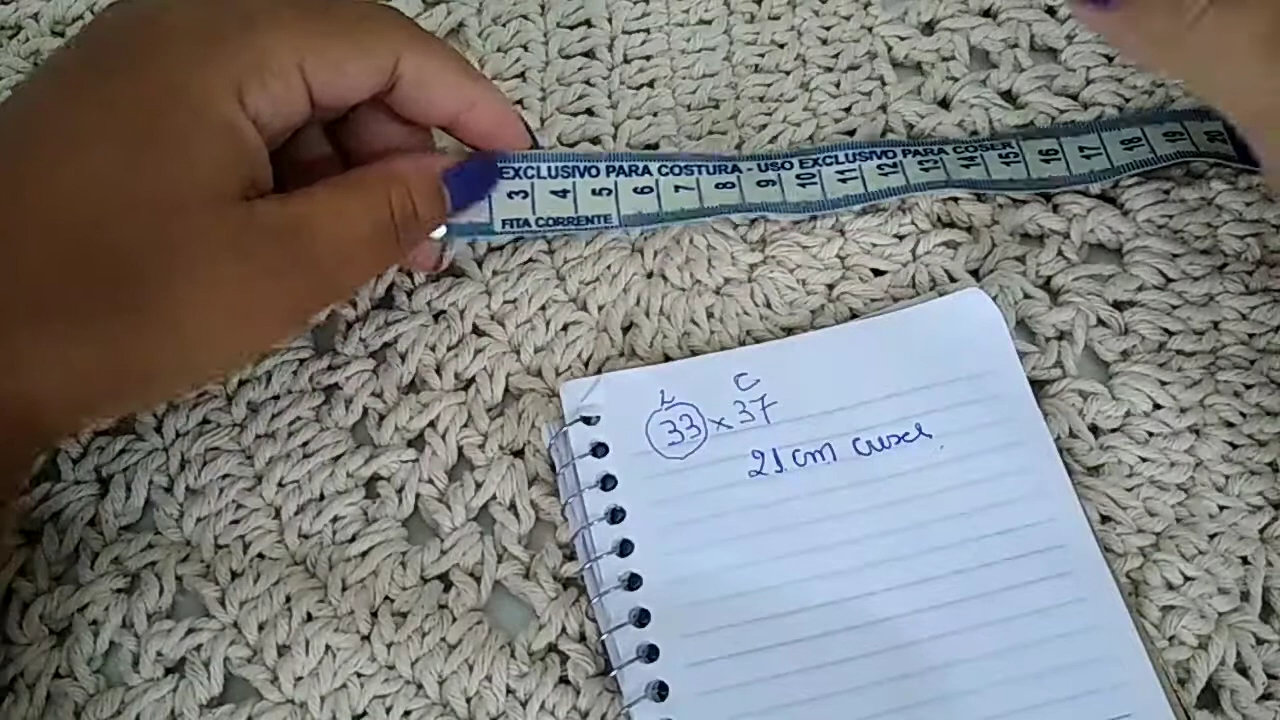 EXCLUSIVO PARA COSTURA - USO EXCLUSIVO PARA COSER
3 4 5 6 7 8 9 10 11 12 13 14 15 16 17 18 19 20
FITA CORRENTE
L C
33 x 37
21 cm